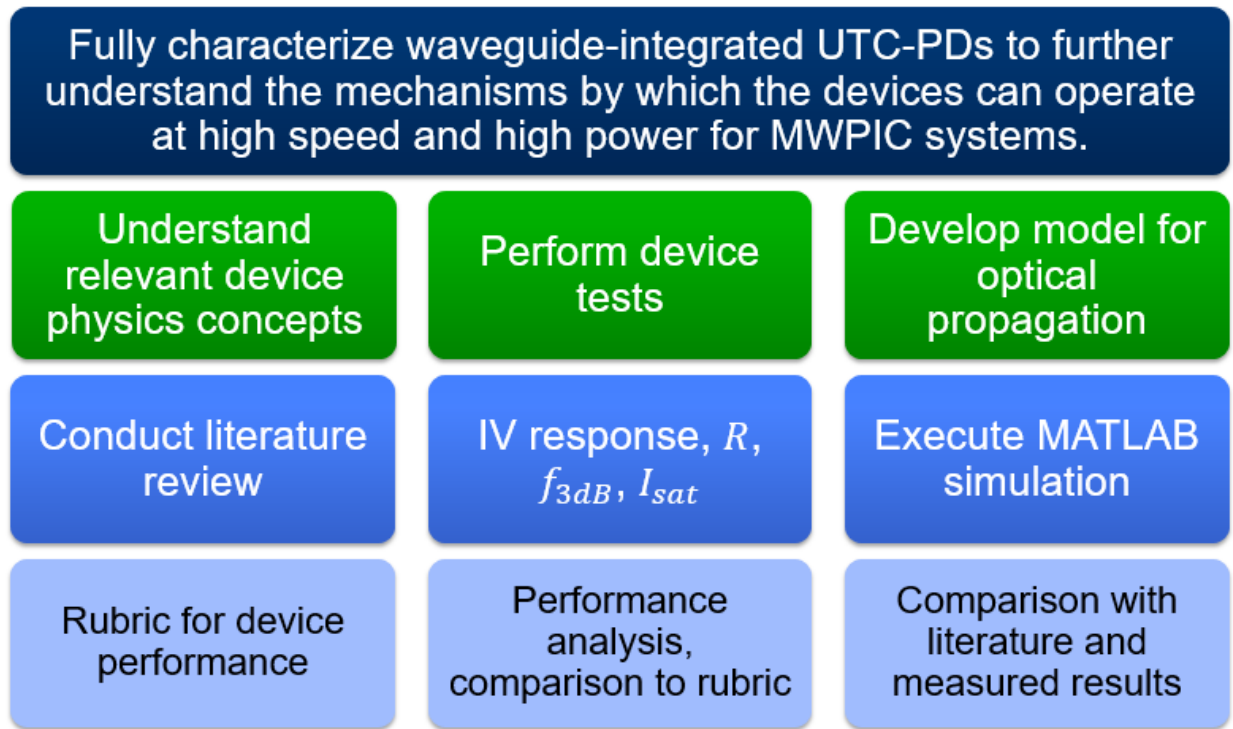 Fully characterize waveguide-integrated UTC-PDs to further
understand the mechanisms by which the devices can operate
at high speed and high power for MWPIC systems.
Understand
relevant device
physics concepts
Perform device
tests
Develop model for
optical
propagation
Conduct literature
review
IV response, R,
f3dB, Isat
Execute MATLAB
simulation
Rubric for device
performance
Performance
analysis,
comparison to rubric
Comparison with
literature and
measured results